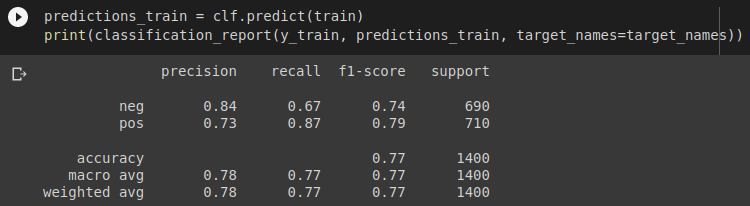 predictions_train = clf.predict(train)
print(classification_report(y_train, predictions_train, target_names=target_names))
precision recall f1-score support
neg 0.84 0.67 0.74 690
pos 0.73 0.87 0.79 710
accuracy 0.77 1400
macro avg 0.78 0.77 0.77 1400
weighted avg 0.78 0.77 0.77 1400